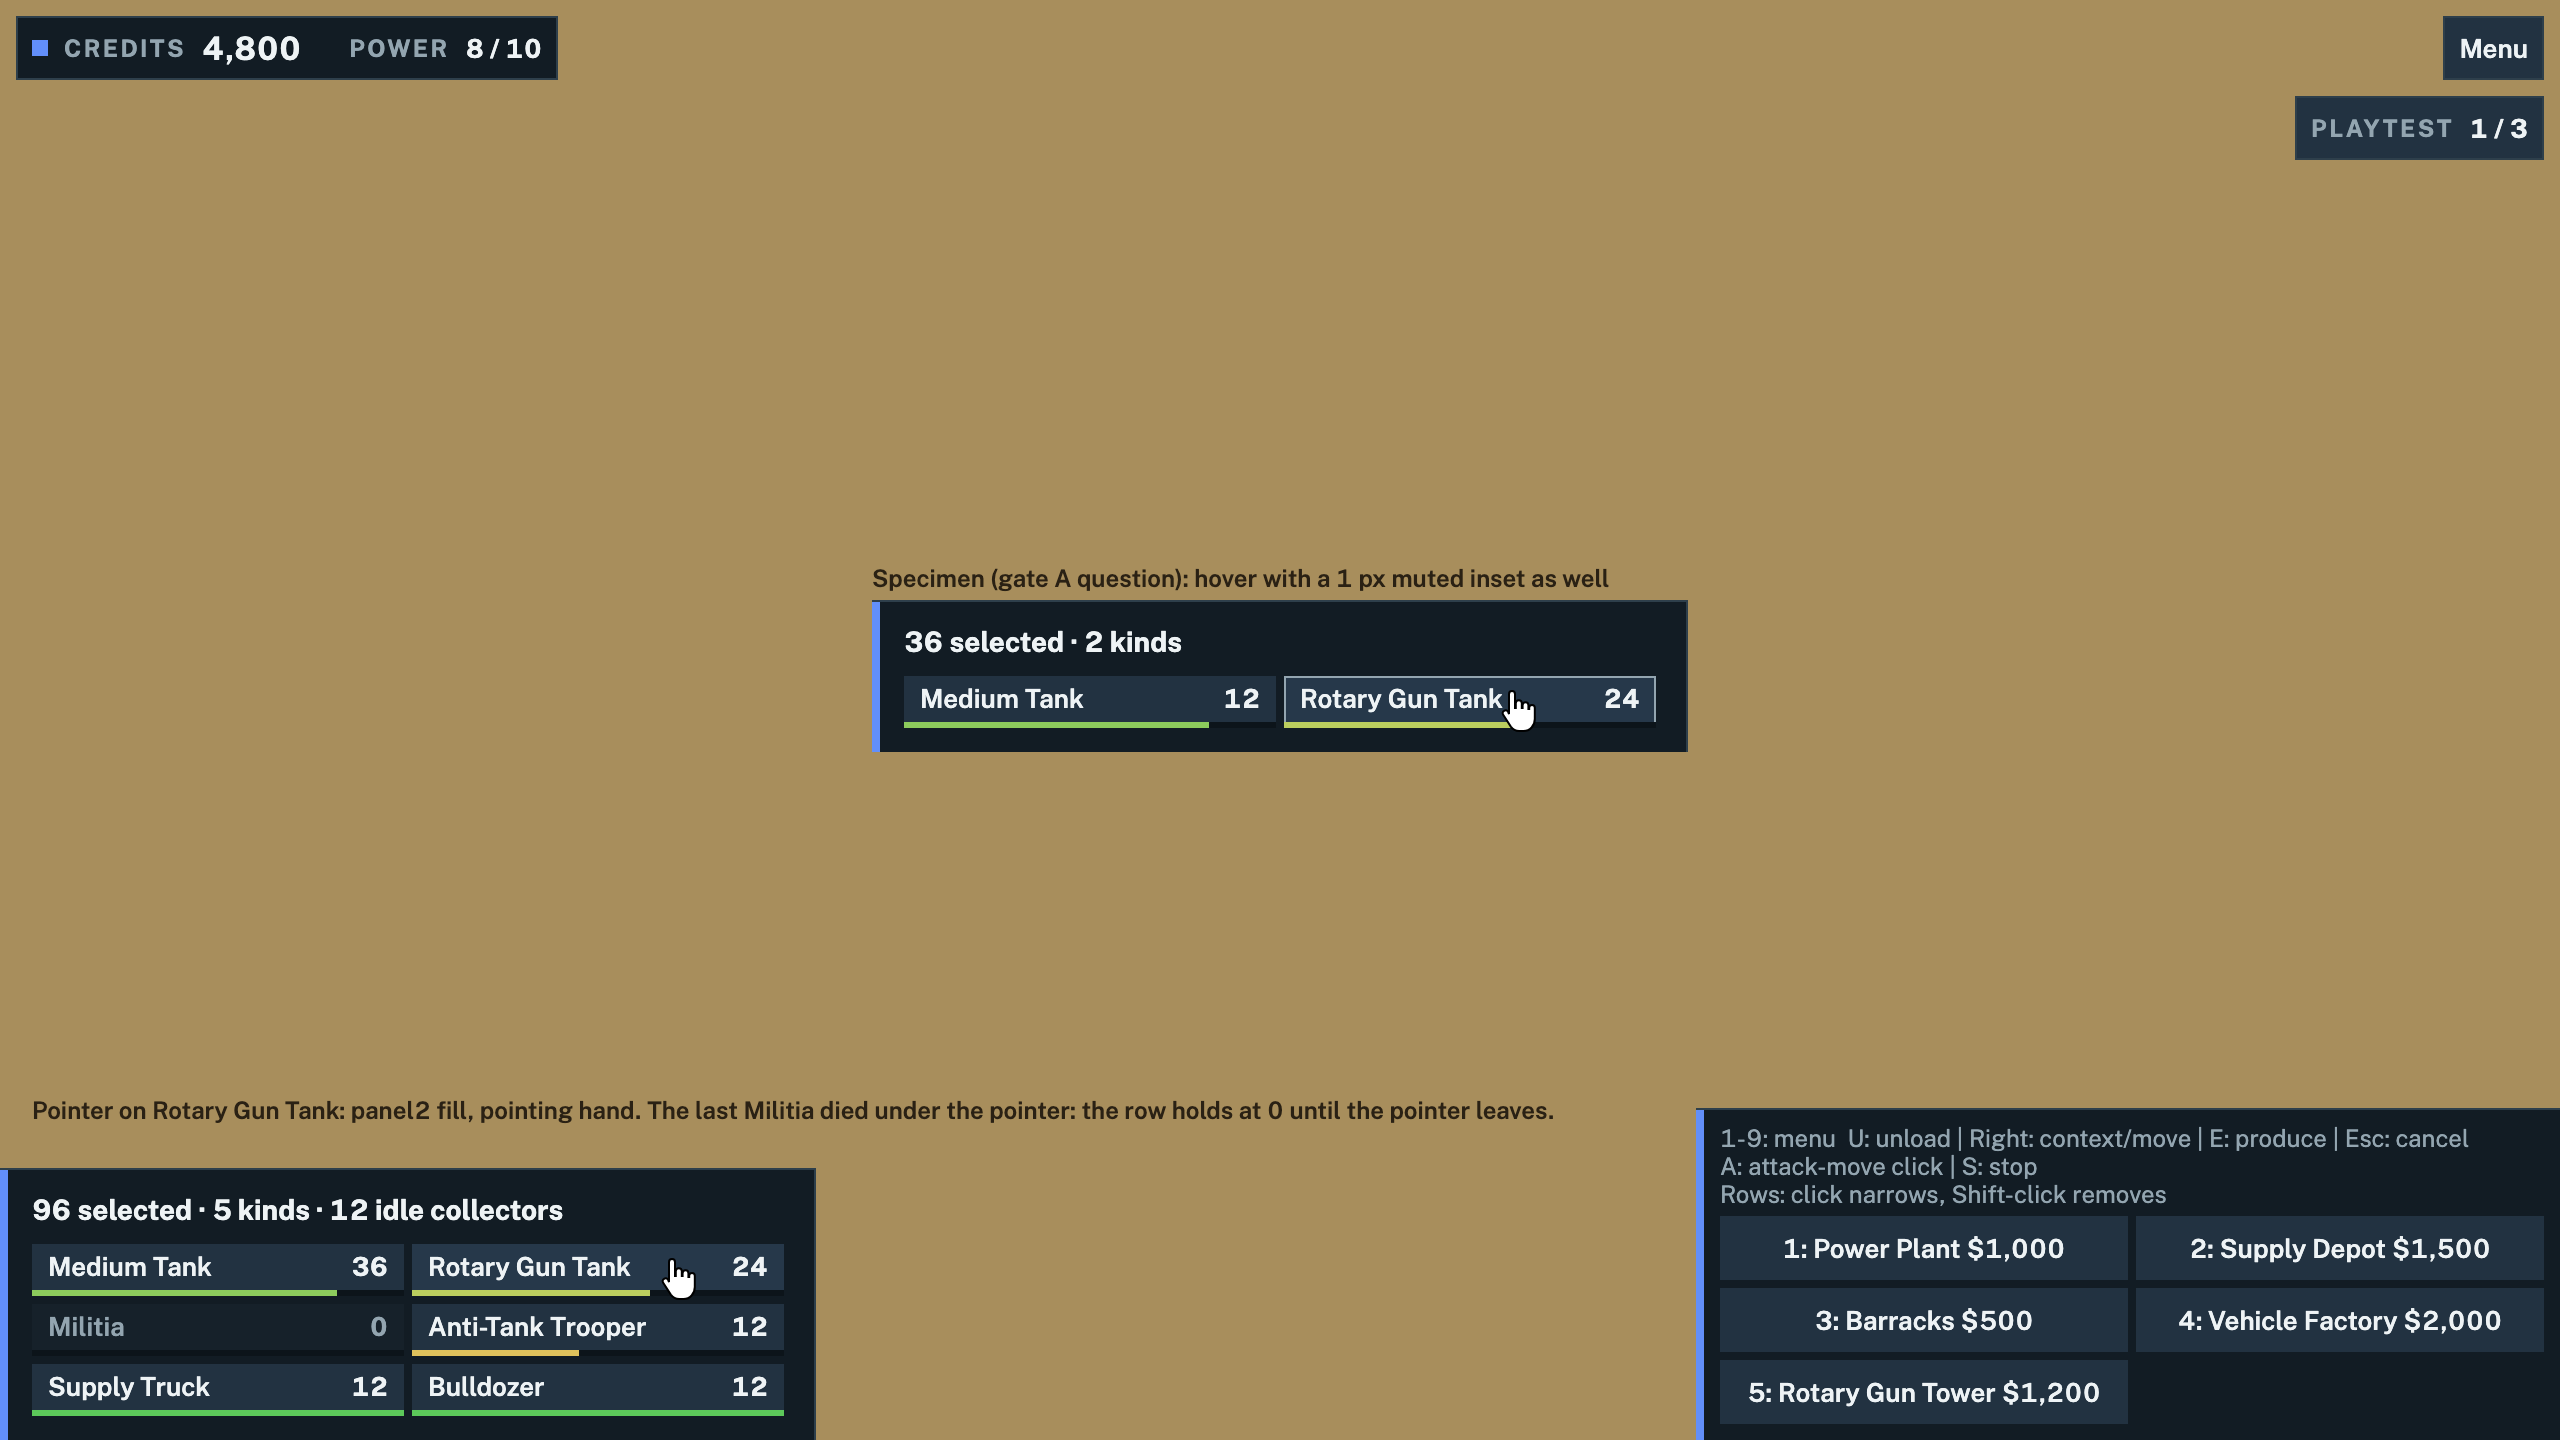 CREDITS 4,800 POWER 8 / 10
Menu
PLAYTEST 1 / 3
Specimen (gate A question): hover with a 1 px muted inset as well
36 selected · 2 kinds
Medium Tank 12
Rotary Gun Tank 24
Pointer on Rotary Gun Tank: panel2 fill, pointing hand. The last Militia died under the pointer: the row holds at 0 until the pointer leaves.
96 selected · 5 kinds · 12 idle collectors
Medium Tank 36
Rotary Gun Tank 24
Militia 0
Anti-Tank Trooper 12
Supply Truck 12
Bulldozer 12
1-9: menu  U: unload | Right: context/move | E: produce | Esc: cancel
A: attack-move click | S: stop
Rows: click narrows, Shift-click removes
1: Power Plant $1,000
2: Supply Depot $1,500
3: Barracks $500
4: Vehicle Factory $2,000
5: Rotary Gun Tower $1,200